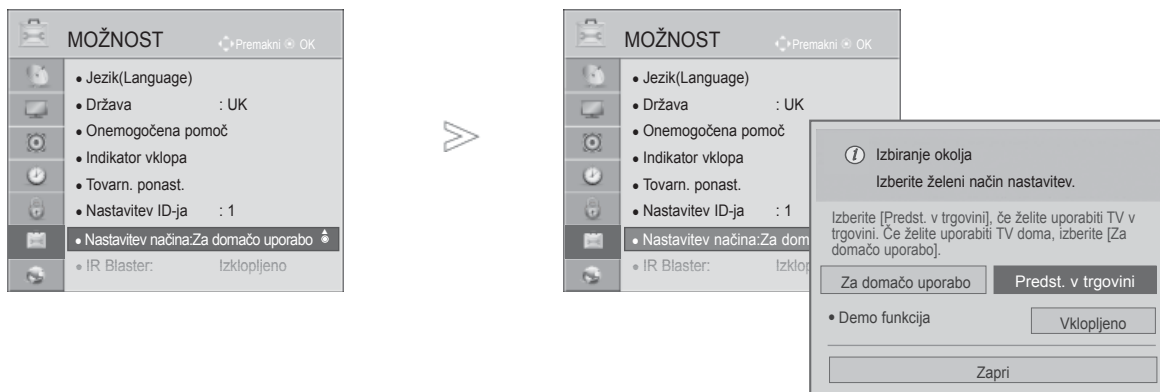 MOŽNOST
Premakni OK
• Jezik(Language)
• Država : UK
• Onemogočena pomoč
• Indikator vklopa
• Tovarn. ponast.
• Nastavitev ID-ja : 1
• Nastavitev načina:Za domačo uporabo
• IR Blaster: Izklopljeno
MOŽNOST
Premakni OK
• Jezik(Language)
• Država : UK
• Onemogočena pomoč
• Indikator vklopa
• Tovarn. ponast.
• Nastavitev ID-ja : 1
• Nastavitev načina:Za dom
• IR Blaster: Izklop
Izbiranje okolja
Izberite želeni način nastavitev.
Izberite [Predst. v trgovini], če želite uporabiti TV v
trgovini. Če želite uporabiti TV doma, izberite [Za
domačo uporabo].
Za domačo uporabo Predst. v trgovini
• Demo funkcija Vklopljeno
Zapri